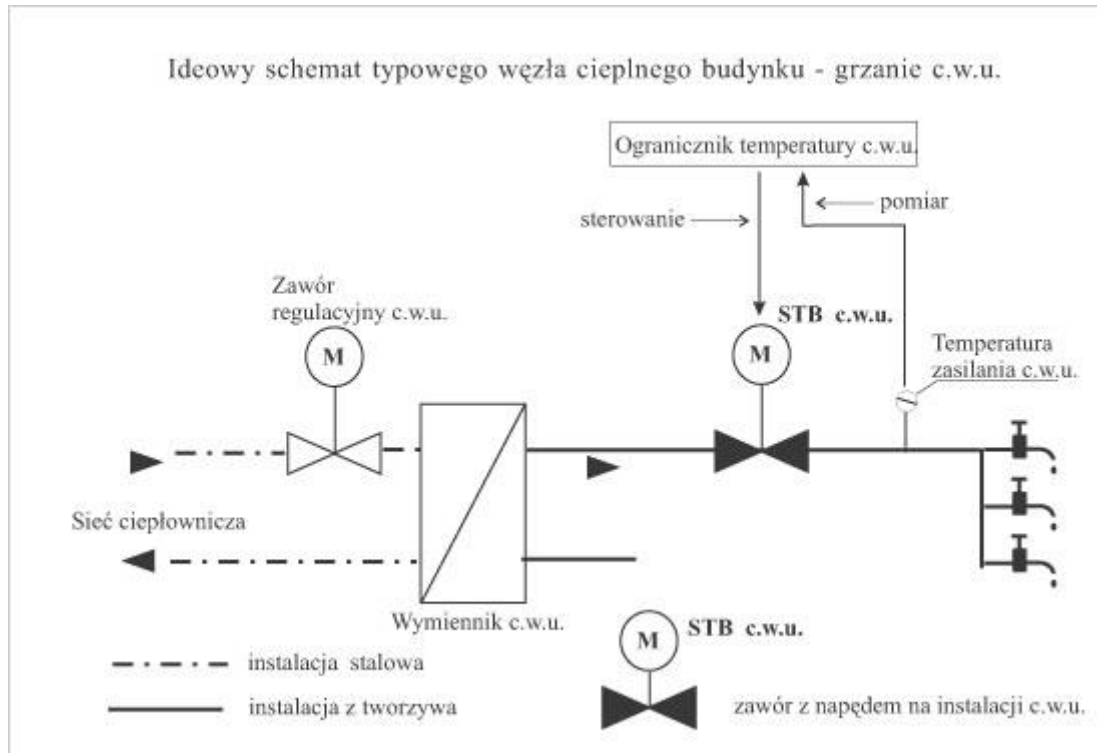 Ideowy schemat typowego węzła cieplnego budynku - grzanie c.w.u.
Ogranicznik temperatury c.w.u.
sterowanie
pomiar
Zawór
regulacyjny c.w.u.
M
STB c.w.u.
M
Temperatura
zasilania c.w.u.
Sieć ciepłownicza
Wymiennik c.w.u.
M
STB c.w.u.
instalacja stalowa
instalacja z tworzywa
zawór z napędem na instalacji c.w.u.